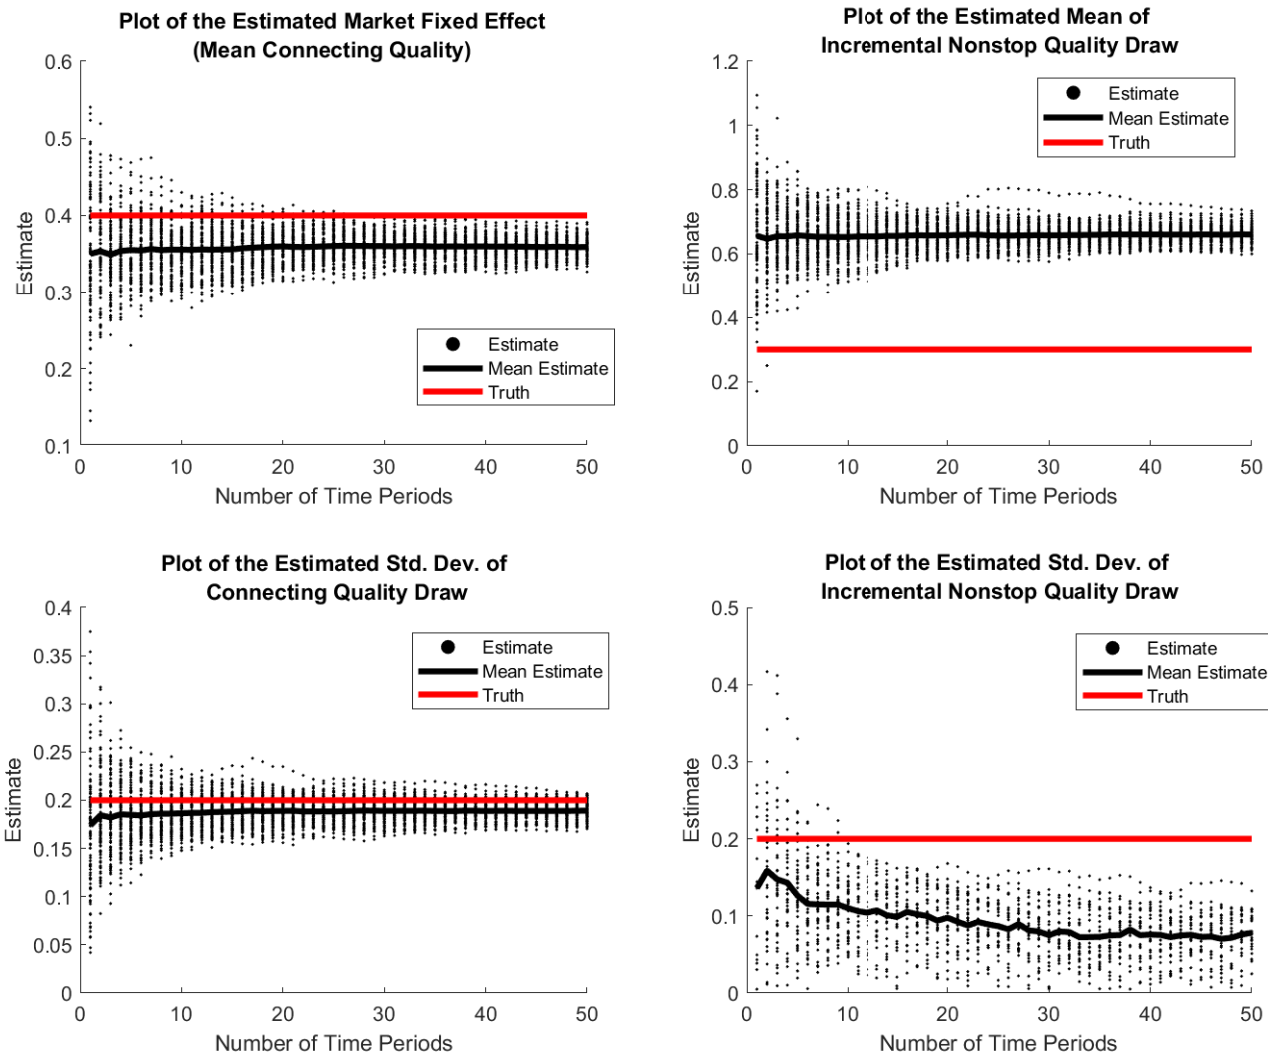 Plot of the Estimated Market Fixed Effect
(Mean Connecting Quality)
0.6
0.5
0.4
0.3
0.2
0.1
Estimate
Estimate
Mean Estimate
Truth
0 10 20 30 40 50
Number of Time Periods
Plot of the Estimated Mean of
Incremental Nonstop Quality Draw
1.2
1
0.8
0.6
0.4
0.2
0
Estimate
Estimate
Mean Estimate
Truth
0 10 20 30 40 50
Number of Time Periods
Plot of the Estimated Std. Dev. of
Connecting Quality Draw
0.4
0.35
0.3
0.25
0.2
0.15
0.1
0.05
0
Estimate
Estimate
Mean Estimate
Truth
0 10 20 30 40 50
Number of Time Periods
Plot of the Estimated Std. Dev. of
Incremental Nonstop Quality Draw
0.5
0.4
0.3
0.2
0.1
0
Estimate
Estimate
Mean Estimate
Truth
0 10 20 30 40 50
Number of Time Periods